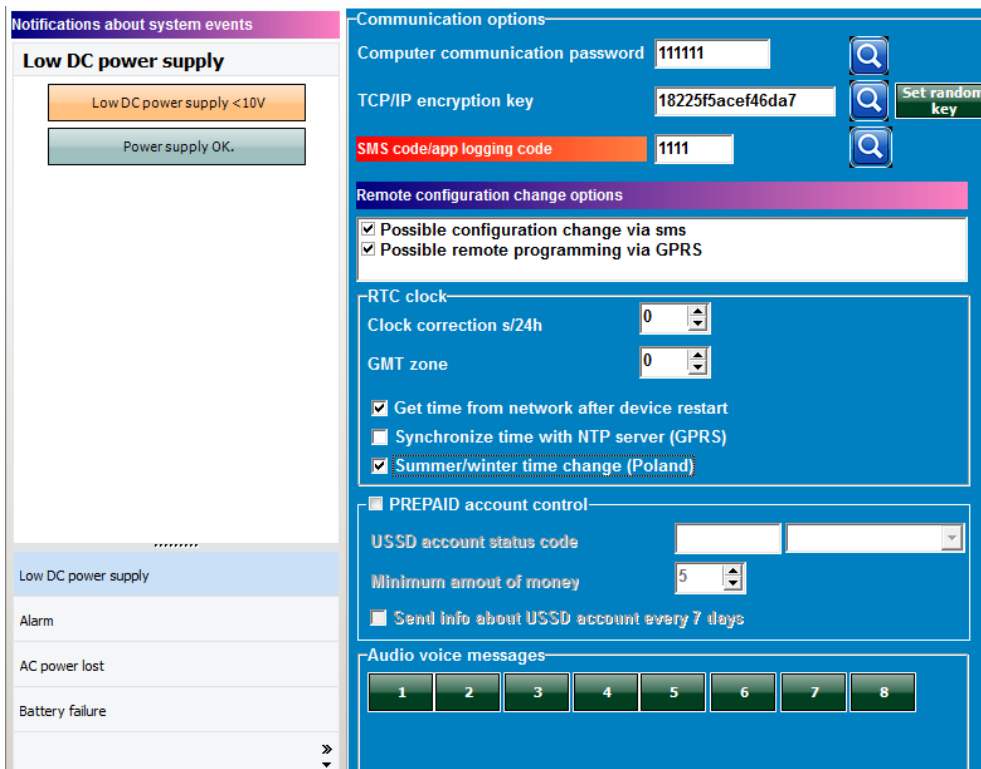 Notifications about system events
Low DC power supply
Low DC power supply <10V
Power supply OK.
Low DC power supply
Alarm
AC power lost
Battery failure
Communication options
Computer communication password 111111
TCP/IP encryption key 18225f5acef46da7 Set random
key
SMS code/app logging code 1111
Remote configuration change options
Possible configuration change via sms
Possible remote programming via GPRS
RTC clock
Clock correction s/24h 0
GMT zone 0
Get time from network after device restart
Synchronize time with NTP server (GPRS)
Summer/winter time change (Poland)
PREPAID account control
USSD account status code
Minimum amout of money 5
Send info about USSD account every 7 days
Audio voice messages
1 2 3 4 5 6 7 8